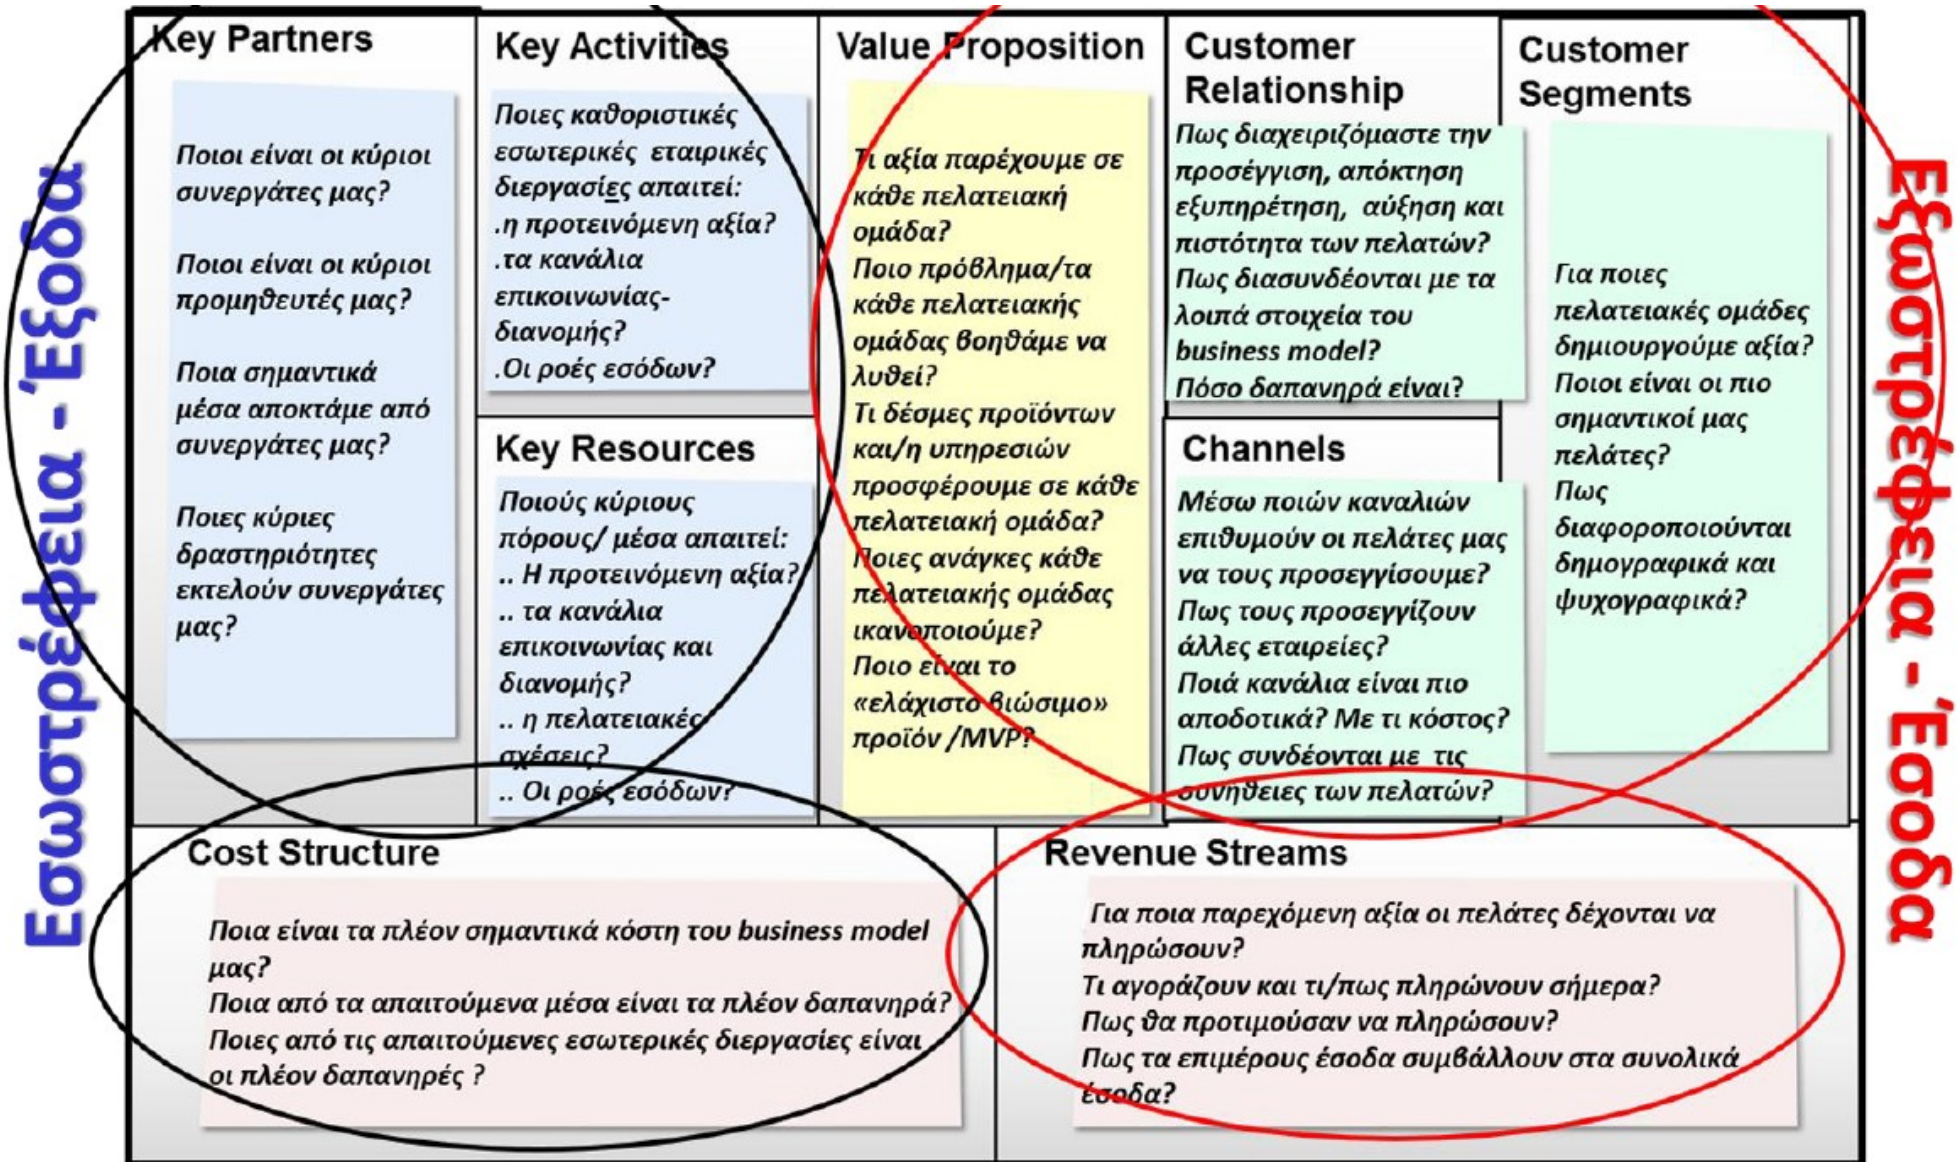 Εσωστρέφεια - Έξοδα
Key Partners
Ποιοι είναι οι κύριοι
συνεργάτες μας?
Ποιοι είναι οι κύριοι
προμηθευτές μας?
Ποια σημαντικά
μέσα αποκτάμε από
συνεργάτες μας?
Ποιες κύριες
δραστηριότητες
εκτελούν συνεργάτες
μας?
Key Activities
Ποιες καθοριστικές
εσωτερικές εταιρικές
διεργασίες απαιτεί:
.η προτεινόμενη αξία?
.τα κανάλια
επικοινωνίας-
διανομής?
.Οι ροές εσόδων?
Key Resources
Ποιούς κύριους
πόρους/ μέσα απαιτεί:
.. Η προτεινόμενη αξία?
.. τα κανάλια
επικοινωνίας και
διανομής?
.. η πελατειακές
σχέσεις?
.. Οι ροές εσόδων?
Value Proposition
Τι αξία παρέχουμε σε
κάθε πελατειακή
ομάδα?
Ποιο πρόβλημα/τα
κάθε πελατειακής
ομάδας βοηθάμε να
λυθεί?
Τι δέσμες προϊόντων
και/η υπηρεσιών
προσφέρουμε σε κάθε
πελατειακή ομάδα?
Ποιες ανάγκες κάθε
πελατειακής ομάδας
ικανοποιούμε?
Ποιο είναι το
«ελάχιστο βιώσιμο»
προϊόν /MVP?
Customer
Relationship
Πως διαχειριζόμαστε την
προσέγγιση, απόκτηση
εξυπηρέτηση, αύξηση και
πιστότητα των πελατών?
Πως διασυνδέονται με τα
λοιπά στοιχεία του
business model?
Πόσο δαπανηρά είναι?
Channels
Μέσω ποιών καναλιών
επιθυμούν οι πελάτες μας
να τους προσεγγίσουμε?
Πως τους προσεγγίζουν
άλλες εταιρείες?
Ποιά κανάλια είναι πιο
αποδοτικά? Με τι κόστος?
Πως συνδέονται με τις
συνήθειες των πελατών?
Customer
Segments
Για ποιες
πελατειακές ομάδες
δημιουργούμε αξία?
Ποιοι είναι οι πιο
σημαντικοί μας
πελάτες?
Πως
διαφοροποιούνται
δημογραφικά και
ψυχογραφικά?
Εξωστρέφεια - Έσοδα
Cost Structure
Ποια είναι τα πλέον σημαντικά κόστη του business model
μας?
Ποια από τα απαιτούμενα μέσα είναι τα πλέον δαπανηρά?
Ποιες από τις απαιτούμενες εσωτερικές διεργασίες είναι
οι πλέον δαπανηρές ?
Revenue Streams
Για ποια παρεχόμενη αξία οι πελάτες δέχονται να
πληρώσουν?
Τι αγοράζουν και τι/πως πληρώνουν σήμερα?
Πως θα προτιμούσαν να πληρώσουν?
Πως τα επιμέρους έσοδα συμβάλλουν στα συνολικά
έσοδα?